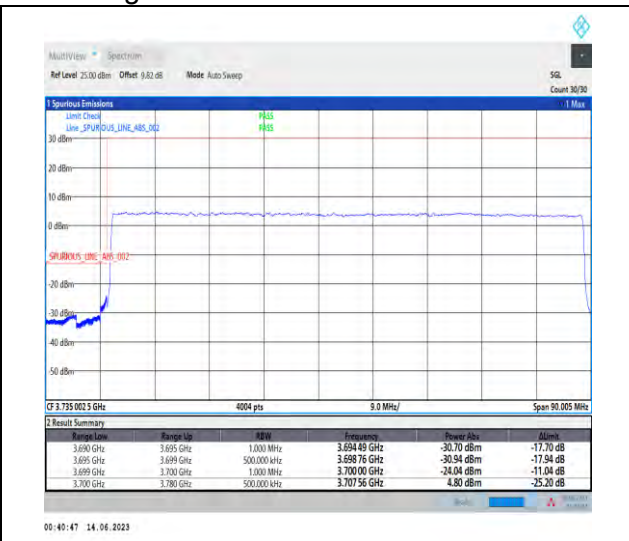 MultiView Spectrum
Ref Level 25.00 dBm Offset 9.82 dB Mode Auto Sweep SGL
Count 30/30
1 Spurious Emissions 1 Max
Limit Check PASS
Line _SPURIOUS_LINE_ABS_002 PASS
30 dBm
20 dBm
10 dBm
0 dBm
_SPURIOUS_LINE_ABS_002
-20 dBm
-30 dBm
-40 dBm
-50 dBm
CF 3.735 002 5 GHz 4004 pts 9.0 MHz/ Span 90.005 MHz
2 Result Summary
Range Low Range Up RBW Frequency Power Abs ΔLimit
3.690 GHz 3.695 GHz 1.000 MHz 3.694 49 GHz -30.70 dBm -17.70 dB
3.695 GHz 3.699 GHz 500.000 kHz 3.698 76 GHz -30.94 dBm -17.94 dB
3.699 GHz 3.700 GHz 1.000 MHz 3.700 00 GHz -24.04 dBm -11.04 dB
3.700 GHz 3.780 GHz 500.000 kHz 3.707 56 GHz 4.80 dBm -25.20 dB
00:40:47 14.06.2023